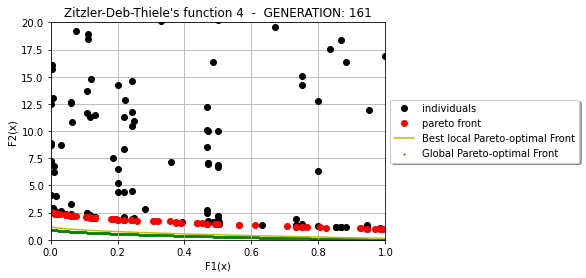 Zitzler-Deb-Thiele's function 4 - GENERATION: 161
F2(x)
20.0
17.5
15.0
12.5
10.0
7.5
5.0
2.5
0.0
0.0 0.2 0.4 0.6 0.8 1.0
F1(x)
individuals
pareto front
Best local Pareto-optimal Front
Global Pareto-optimal Front